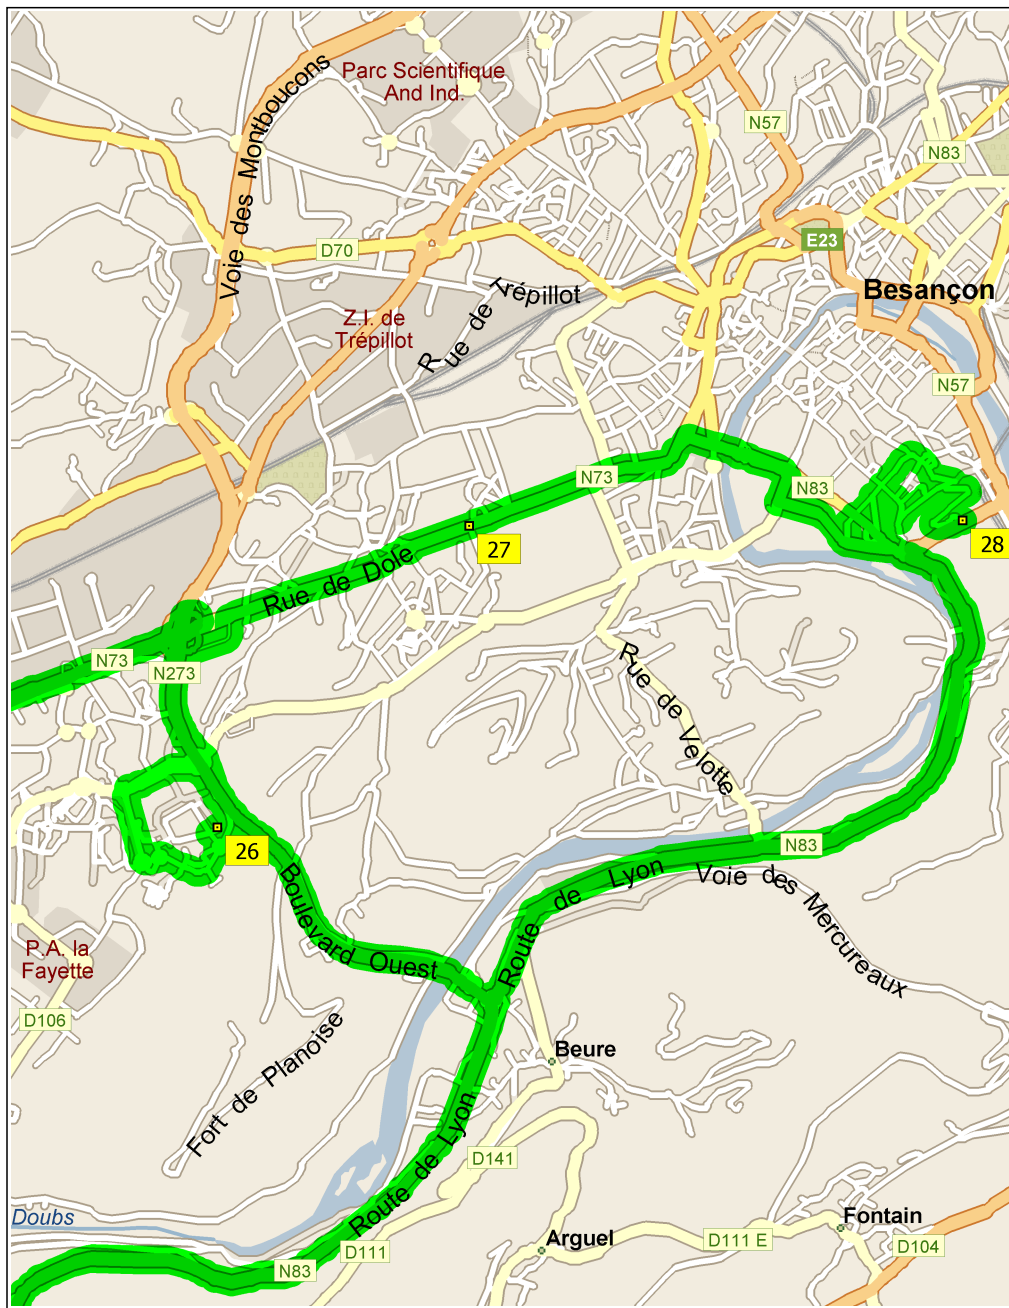 Parc Scientifique
And Ind.
Voie des Montboucons
N57
N83
D70
E23
Besançon
Rue de Trépillot
Z.I. de
Trépillot
N57
N73
N83
27
28
Rue de Dole
N73
N273
Rue de Velotte
26
N83
Boulevard Ouest
Route de Lyon
Voie des Mercureaux
P.A. la
Fayette
D106
Fort de Planoise
Beure
Route de Lyon
D141
Doubs
Arguel
Fontain
D111
D111 E
D104
N83